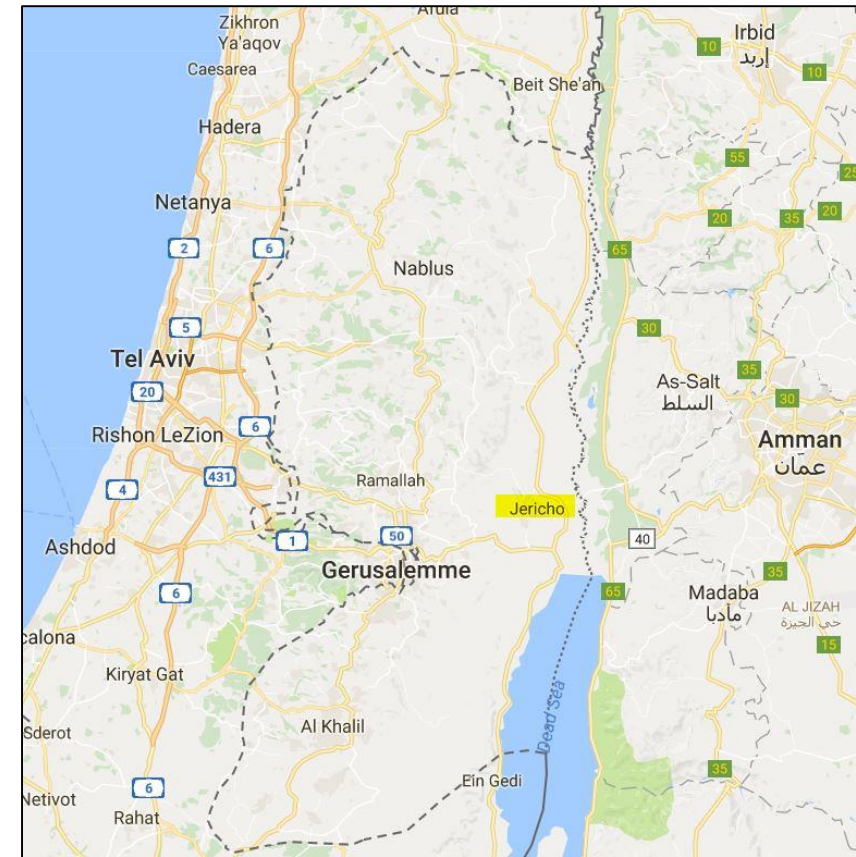 Afula
Zikhron
Ya'aqov
Irbid
إربد
10
10
Caesarea
Beit She'an
Hadera
55
25
Netanya
20
35
20
2
6
65
Nablus
5
30
Tel Aviv
35
As-Salt
السلط
20
30
Rishon LeZion
6
Amman
عمان
431
Ramallah
4
Jericho
50
40
1
Ashdod
Gerusalemme
35
6
65
Madaba
مأدبا
AL JIZAH
حي الجيزة
calona
15
Kiryat Gat
Dead Sea
Al Khalil
Sderot
35
Ein Gedi
6
Netivot
Rahat